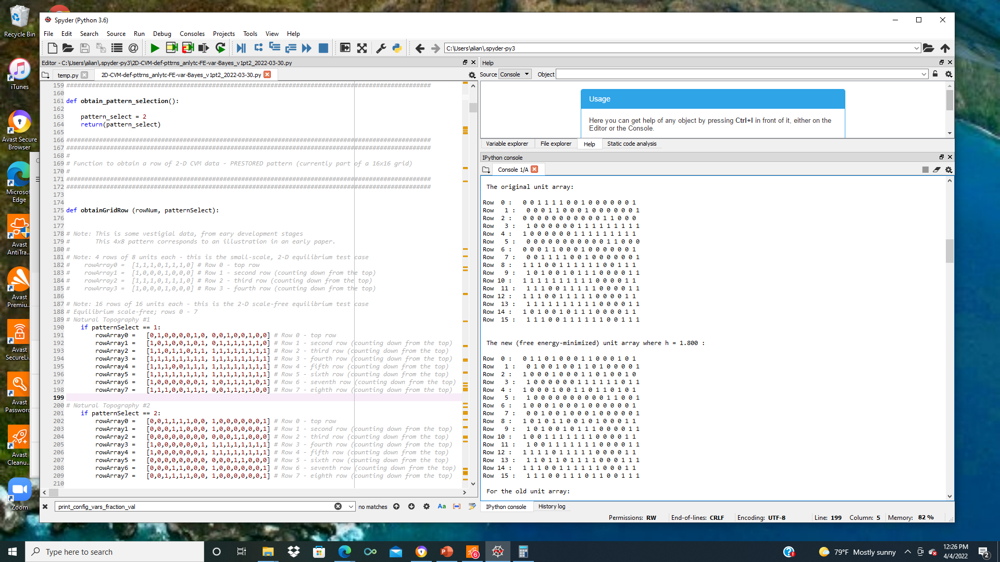 Recycle Bin
iTunes
Avast Secure
Browser
Microso...
Edge
Avast
AntiTra...
Avast
Premiu...
Avast
SecureLi...
Avast
Password
Avast
Cleanu...
Zoom
Spyder (Python 3.6)
File Edit Search Source Run Debug Consoles Projects Tools View Help
C:\Users\alian\.spyder-py3
Editor - C:\Users\alian\.spyder-py3\2D-CVM-def-pttrns_anlytc-FE-var-Bayes_v1pt2_2022-03-30.py
temp.py 2D-CVM-def-pttrns_anlytc-FE-var-Bayes_v1pt2_2022-03-30.py
159 ####################################################################################################
160
161 def obtain_pattern_selection():
162
163 pattern_select = 2
164 return(pattern_select)
165
166 ####################################################################################################
167 ####################################################################################################
168 #
169 # Function to obtain a row of 2-D CVM data - PRESTORED pattern (currently part of a 16x16 grid)
170 #
171 ####################################################################################################
172 ####################################################################################################
173
174
175 def obtainGridRow (rowNum, patternSelect):
176
177
178 # Note: This is some vestigial data, from eary development stages
179 # This 4x8 pattern corresponds to an illustration in an early paper.
180 #
181 # Note: 4 rows of 8 units each - this is the small-scale, 2-D equilibrium test case
182 # rowArray0 = [1,1,1,0,1,1,1,0] # Row 0 - top row
183 # rowArray1 = [1,0,0,0,1,0,0,0] # Row 1 - second row (counting down from the top)
184 # rowArray2 = [1,1,1,0,1,1,1,0] # Row 2 - third row (counting down from the top)
185 # rowArray3 = [1,0,0,0,1,0,0,0] # Row 3 - fourth row (counting down from the top)
186
187 # Note: 16 rows of 16 units each - this is the 2-D scale-free equilibrium test case
188 # Equilibrium scale-free; rows 0 - 7
189 # Natural Topography #1
190 if patternSelect == 1:
191 rowArray0 = [0,1,0,0,0,0,1,0, 0,0,1,0,0,1,0,0] # Row 0 - top row
192 rowArray1 = [1,0,1,0,0,1,0,1, 0,1,1,1,1,1,1,0] # Row 1 - second row (counting down from the top)
193 rowArray2 = [1,1,0,1,1,0,1,1, 1,1,1,1,1,1,1,1] # Row 2 - third row (counting down from the top)
194 rowArray3 = [1,1,1,1,1,1,1,1, 1,1,1,1,1,1,1,1] # Row 3 - fourth row (counting down from the top)
195 rowArray4 = [1,1,1,0,0,1,1,1, 1,1,1,1,1,1,1,1] # Row 4 - fifth row (counting down from the top)
196 rowArray5 = [1,1,1,1,1,1,1,1, 1,1,1,1,1,1,1,1] # Row 5 - sixth row (counting down from the top)
197 rowArray6 = [1,0,0,0,0,0,0,1, 1,0,1,1,1,1,0,1] # Row 6 - seventh row (counting down from the top)
198 rowArray7 = [1,1,1,0,0,1,1,1, 0,0,1,1,1,1,0,0] # Row 7 - eighth row (counting down from the top)
199
200 # Natural Topography #2
201 if patternSelect == 2:
202 rowArray0 = [0,0,1,1,1,1,0,0, 1,0,0,0,0,0,0,1] # Row 0 - top row
203 rowArray1 = [0,0,0,1,1,0,0,0, 1,0,0,0,0,0,0,1] # Row 1 - second row (counting down from the top)
204 rowArray2 = [0,0,0,0,0,0,0,0, 0,0,0,1,1,0,0,0] # Row 2 - third row (counting down from the top)
205 rowArray3 = [1,0,0,0,0,0,0,1, 1,1,1,1,1,1,1,1] # Row 3 - fourth row (counting down from the top)
206 rowArray4 = [1,0,0,0,0,0,0,1, 1,1,1,1,1,1,1,1] # Row 4 - fifth row (counting down from the top)
207 rowArray5 = [0,0,0,0,0,0,0,0, 0,0,0,1,1,0,0,0] # Row 5 - sixth row (counting down from the top)
208 rowArray6 = [0,0,0,1,1,0,0,0, 1,0,0,0,0,0,0,1] # Row 6 - seventh row (counting down from the top)
209 rowArray7 = [0,0,1,1,1,1,0,0, 1,0,0,0,0,0,0,1] # Row 7 - eighth row (counting down from the top)
210
print_config_vars_fraction_val no matches Aa
Help
Source Console Object
Usage
Here you can get help of any object by pressing Ctrl+I in front of it, either on the
Editor or the Console.
Variable explorer File explorer Help Static code analysis
IPython console
Console 1/A
The original unit array:
Row 0 : 0 0 1 1 1 1 0 0 1 0 0 0 0 0 0 1
Row 1 : 0 0 0 1 1 0 0 0 1 0 0 0 0 0 0 1
Row 2 : 0 0 0 0 0 0 0 0 0 0 0 1 1 0 0 0
Row 3 : 1 0 0 0 0 0 0 1 1 1 1 1 1 1 1 1
Row 4 : 1 0 0 0 0 0 0 1 1 1 1 1 1 1 1 1
Row 5 : 0 0 0 0 0 0 0 0 0 0 0 1 1 0 0 0
Row 6 : 0 0 0 1 1 0 0 0 1 0 0 0 0 0 0 1
Row 7 : 0 0 1 1 1 1 0 0 1 0 0 0 0 0 0 1
Row 8 : 1 1 1 0 0 1 1 1 1 1 1 0 0 1 1 1
Row 9 : 1 0 1 0 0 1 0 1 1 1 0 0 0 0 1 1
Row 10 : 1 1 1 1 1 1 1 1 1 1 0 0 0 0 1 1
Row 11 : 1 1 1 0 0 1 1 1 1 1 0 0 0 0 1 1
Row 12 : 1 1 1 0 0 1 1 1 1 1 0 0 0 0 1 1
Row 13 : 1 1 1 1 1 1 1 1 1 1 0 0 0 0 1 1
Row 14 : 1 0 1 0 0 1 0 1 1 1 0 0 0 0 1 1
Row 15 : 1 1 1 0 0 1 1 1 1 1 1 0 0 1 1 1
The new (free energy-minimized) unit array where h = 1.800 :
Row 0 : 0 1 1 0 1 0 0 0 1 1 0 0 0 1 0 1
Row 1 : 0 1 0 0 1 0 0 1 1 0 1 0 0 0 0 1
Row 2 : 1 0 0 0 1 0 0 0 1 1 0 1 0 0 1 0
Row 3 : 1 0 0 0 0 0 0 1 1 1 1 1 1 0 1 1
Row 4 : 1 0 0 0 1 0 0 1 1 0 1 1 0 1 0 1
Row 5 : 1 0 0 0 0 0 0 0 0 0 0 1 1 0 0 1
Row 6 : 1 0 0 0 1 0 0 0 1 0 0 0 0 0 0 1
Row 7 : 0 0 1 0 0 1 0 0 0 1 0 0 0 0 0 1
Row 8 : 1 0 1 0 1 1 0 0 1 0 1 0 0 0 1 1
Row 9 : 1 0 1 0 0 1 0 1 1 1 0 0 0 0 1 1
Row 10 : 1 0 0 1 1 1 1 1 1 1 0 0 0 0 1 1
Row 11 : 1 0 0 1 1 1 1 1 1 1 0 0 0 0 1 1
Row 12 : 1 1 1 1 0 1 1 1 1 1 0 0 0 0 1 1
Row 13 : 1 1 0 1 1 0 1 1 1 1 0 0 0 1 1 1
Row 14 : 1 1 1 0 0 1 1 1 1 1 1 0 0 0 1 1
Row 15 : 1 1 1 0 0 1 1 1 0 1 1 0 0 1 1 1
For the old unit array:
IPython console History log
Permissions: RW End-of-lines: CRLF Encoding: UTF-8 Line: 199 Column: 5 Memory: 82 %
Type here to search
6
79°F Mostly sunny
12:26 PM
4/4/2022
2